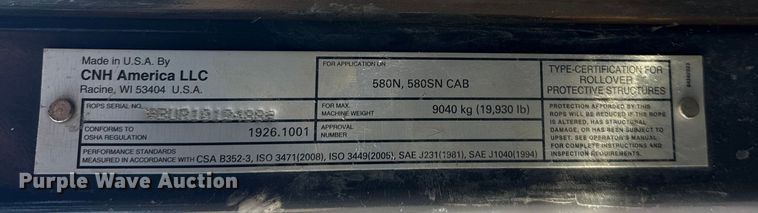 Made in U.S.A. By
CNH America LLC
Racine, WI 53404 U.S.A.
FOR APPLICATION ON
580N, 580SN CAB
ROPS SERIAL NO.
FOR MAX. MACHINE WEIGHT 9040 kg (19,930 lb)
CONFORMS TO OSHA REGULATION 1926.1001
APPROVAL NUMBER
PERFORMANCE STANDARDS
MEASURED IN ACCORDANCE WITH CSA B352-3, ISO 3471(2008), ISO 3449(2005), SAE J231(1981), SAE J1040(1994)
TYPE-CERTIFICATION FOR
ROLLOVER
PROTECTIVE STRUCTURES
PROTECTION AFFORDED BY THIS
ROPS WILL BE REDUCED IF THE ROPS
IS ALTERED, HAS STRUCTURAL
DAMAGE, OR HAS BEEN SUBJECT TO
OVERTURN. SEE OPERATOR'S MANUAL
FOR COMPLETE INSTRUCTIONS AND
INSPECTION REQUIREMENTS.
Purple Wave Auction